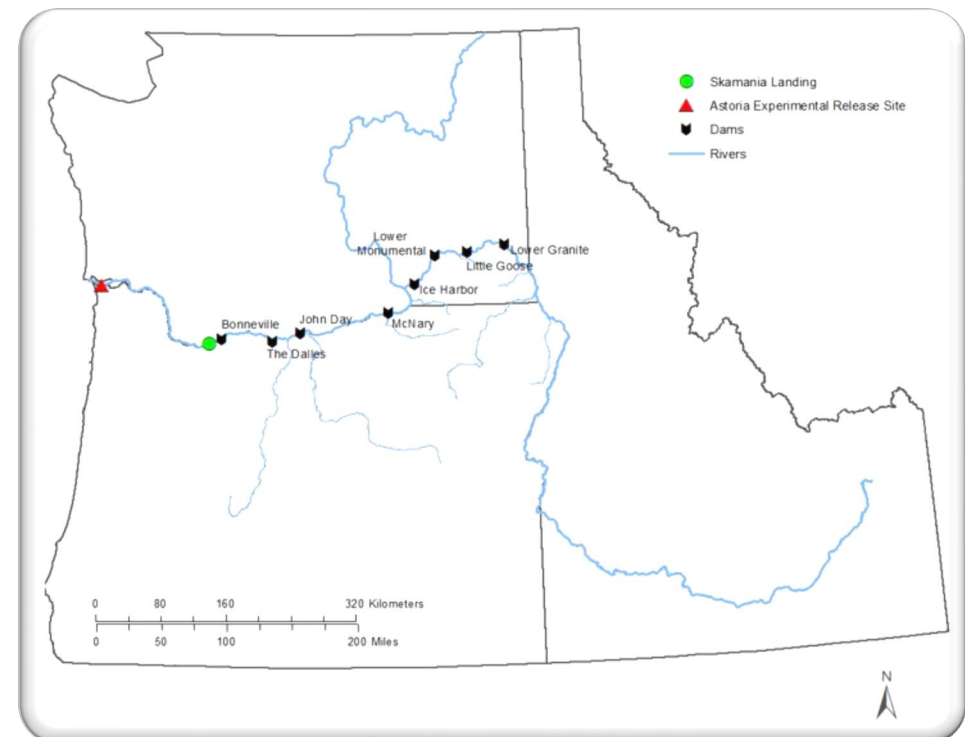 Skamania Landing
Astoria Experimental Release Site
Dams
Rivers
Lower
Monumental
Lower Granite
Little Goose
Ice Harbor
McNary
John Day
Bonneville
The Dalles
0 80 160 320 Kilometers
0 50 100 200 Miles
N